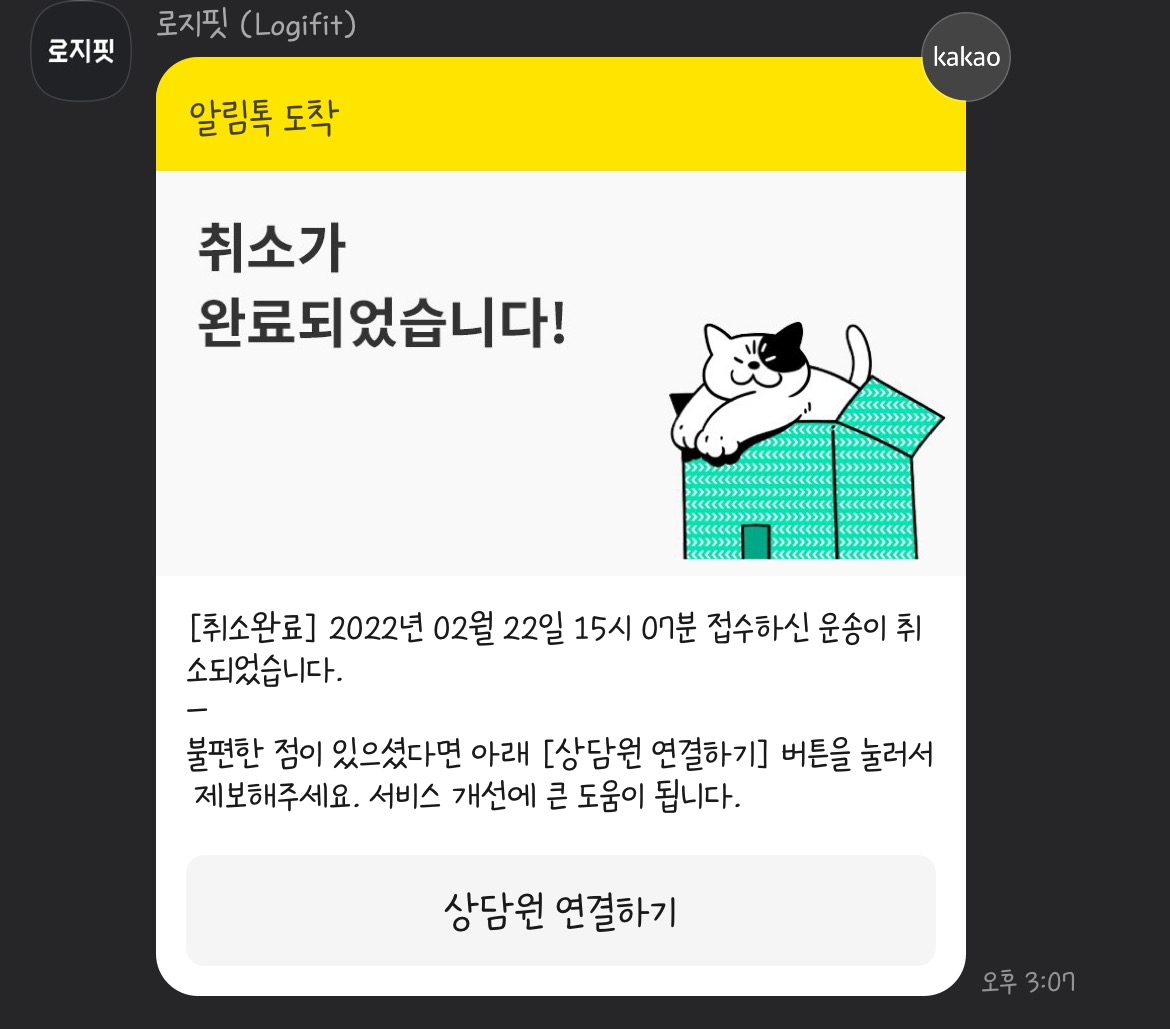 로지핏
로지핏 (Logifit)
kakao
알림톡 도착
취소가
완료되었습니다!
[취소완료] 2022년 02월 22일 15시 07분 접수하신 운송이 취
소되었습니다.
—
불편한 점이 있으셨다면 아래 [상담원 연결하기] 버튼을 눌러서
제보해주세요. 서비스 개선에 큰 도움이 됩니다.
상담원 연결하기
오후 3:07